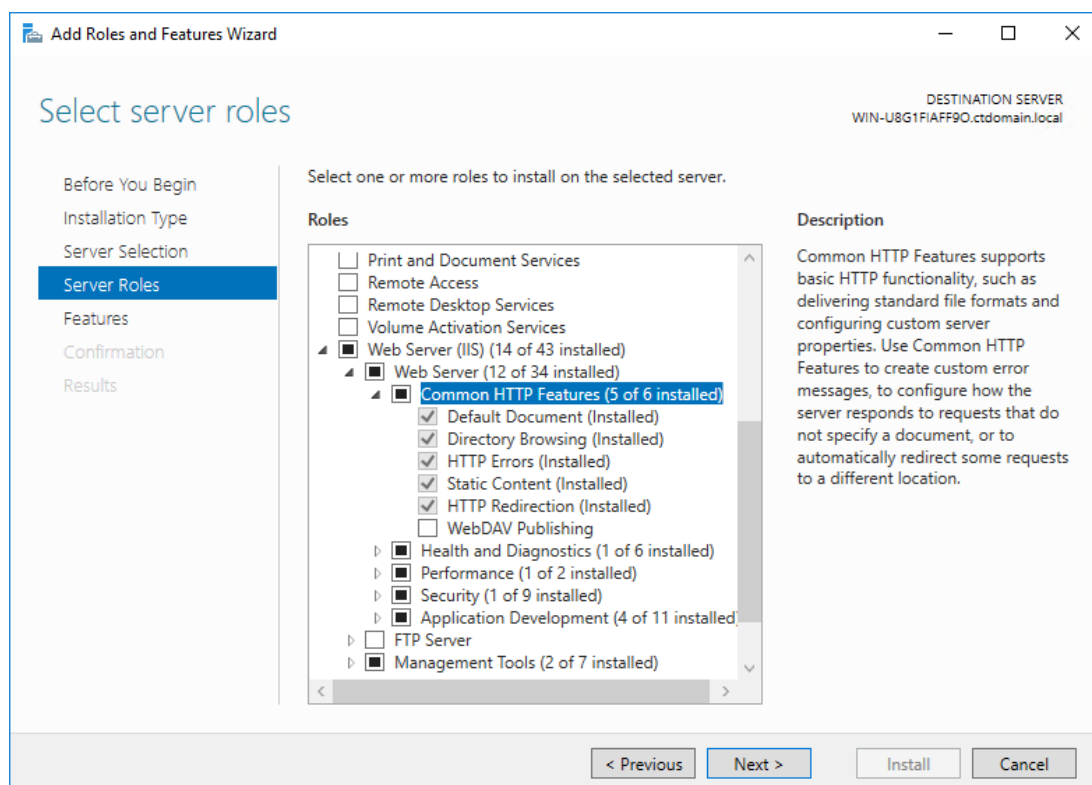 Add Roles and Features Wizard
Select server roles
DESTINATION SERVER
WIN-U8G1FIAFF9O.ctdomain.local
Before You Begin
Installation Type
Server Selection
Server Roles
Features
Confirmation
Results
Select one or more roles to install on the selected server.
Roles
Print and Document Services
Remote Access
Remote Desktop Services
Volume Activation Services
Web Server (IIS) (14 of 43 installed)
Web Server (12 of 34 installed)
Common HTTP Features (5 of 6 installed)
Default Document (Installed)
Directory Browsing (Installed)
HTTP Errors (Installed)
Static Content (Installed)
HTTP Redirection (Installed)
WebDAV Publishing
Health and Diagnostics (1 of 6 installed)
Performance (1 of 2 installed)
Security (1 of 9 installed)
Application Development (4 of 11 installed)
FTP Server
Management Tools (2 of 7 installed)
Description
Common HTTP Features supports
basic HTTP functionality, such as
delivering standard file formats and
configuring custom server
properties. Use Common HTTP
Features to create custom error
messages, to configure how the
server responds to requests that do
not specify a document, or to
automatically redirect some requests
to a different location.
< Previous
Next >
Install
Cancel